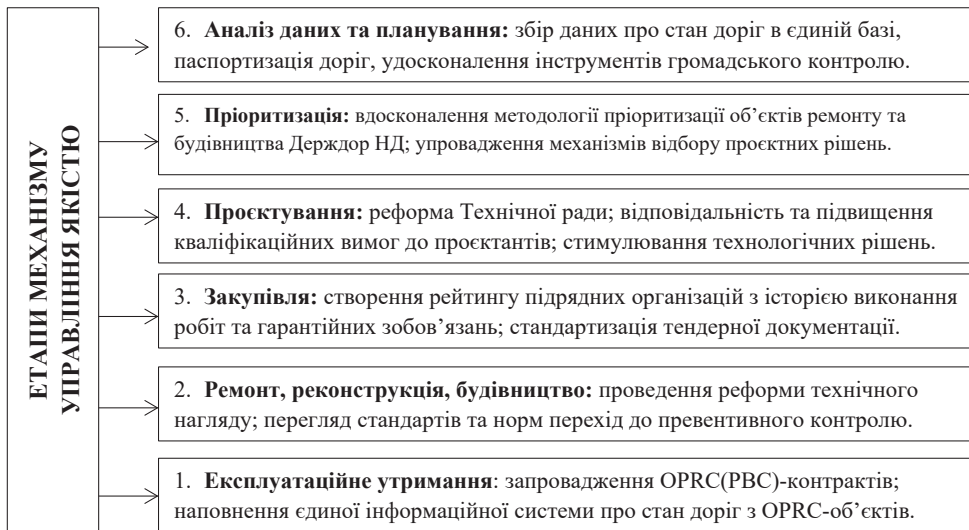 ЕТАПИ МЕХАНІЗМУ
УПРАВЛІННЯ ЯКІСТЮ
6. Аналіз даних та планування: збір даних про стан доріг в єдиній базі,
паспортизація доріг, удосконалення інструментів громадського контролю.
5. Пріоритизація: вдосконалення методології пріоритизації об’єктів ремонту та
будівництва Держдор НД; упровадження механізмів відбору проєктних рішень.
4. Проєктування: реформа Технічної ради; відповідальність та підвищення
кваліфікаційних вимог до проєктантів; стимулювання технологічних рішень.
3. Закупівля: створення рейтингу підрядних організацій з історією виконання
робіт та гарантійних зобов’язань; стандартизація тендерної документації.
2. Ремонт, реконструкція, будівництво: проведення реформи технічного
нагляду; перегляд стандартів та норм перехід до превентивного контролю.
1. Експлуатаційне утримання: запровадження OPRC(PBC)-контрактів;
наповнення єдиної інформаційної системи про стан доріг з OPRC-об’єктів.